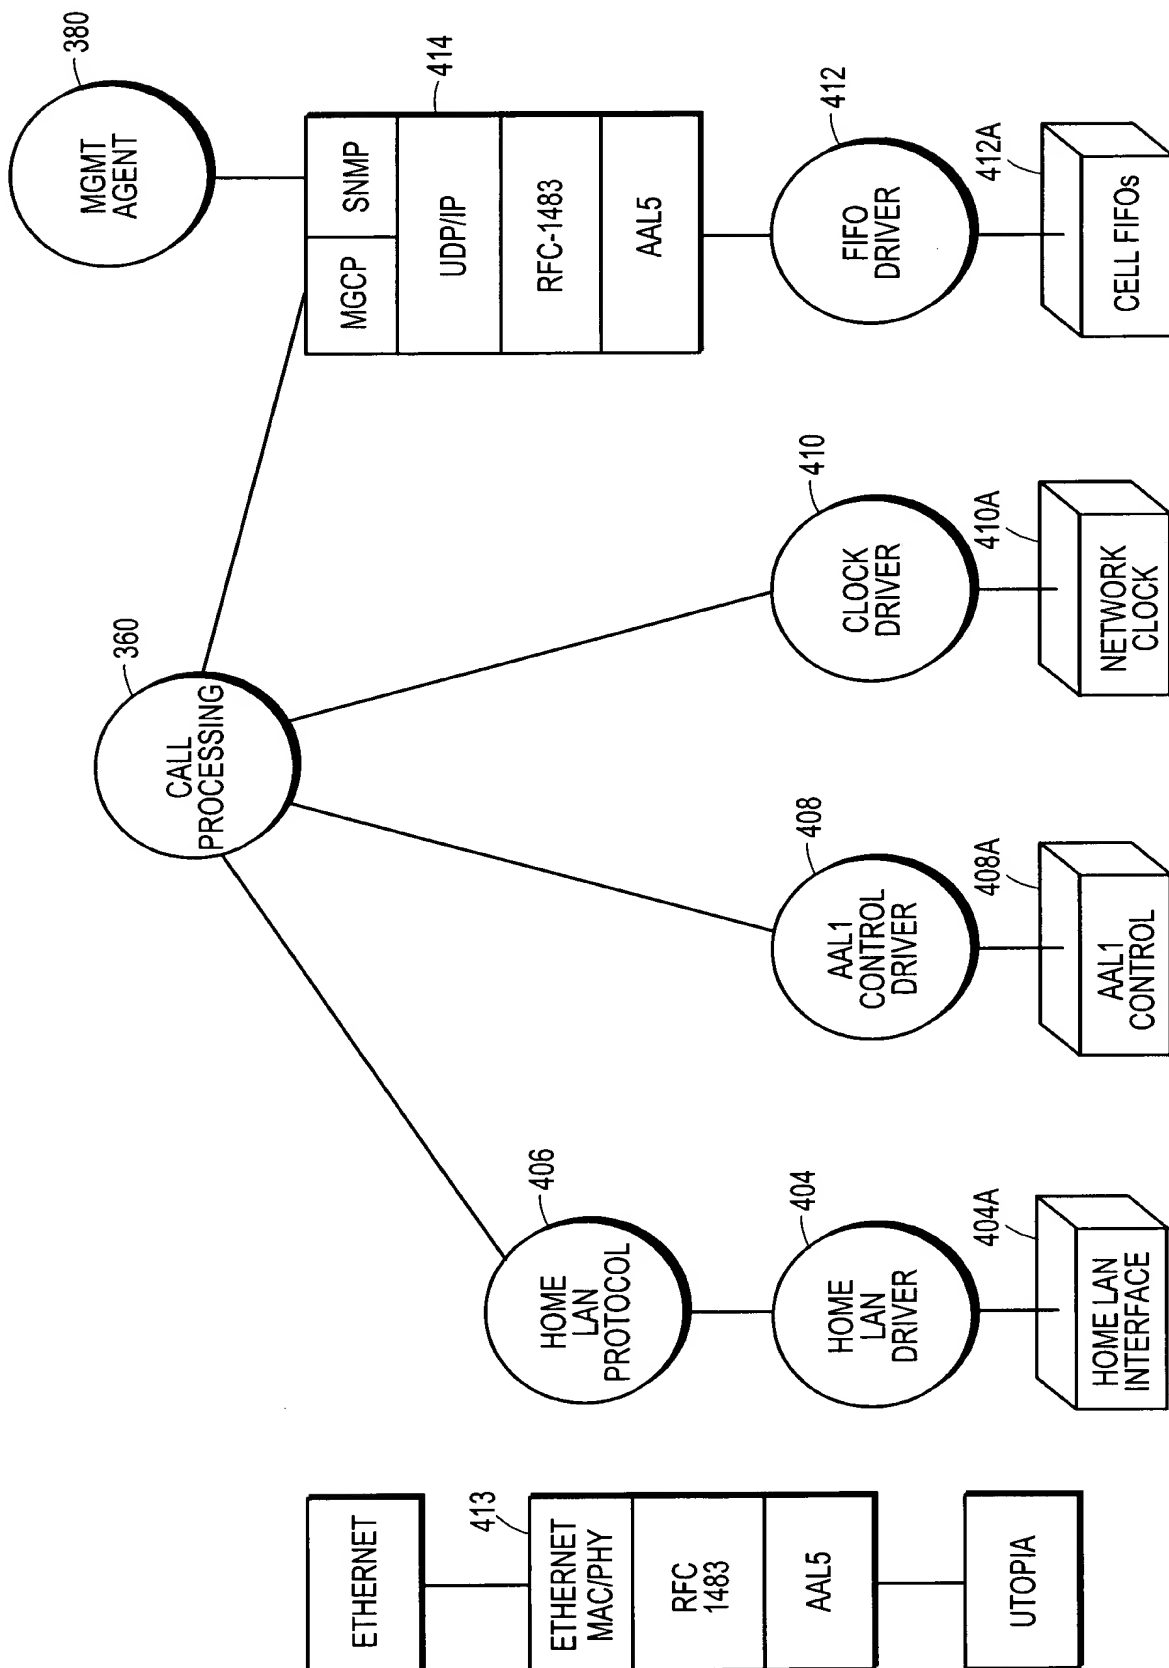 380
MGMT
AGENT
414
MGCP
SNMP
UDP/IP
RFC-1483
AAL5
412
FIFO
DRIVER
412A
CELL FIFOs
360
CALL
PROCESSING
410
CLOCK
DRIVER
410A
NETWORK
CLOCK
408
AAL1
CONTROL
DRIVER
408A
AAL1
CONTROL
406
HOME
LAN
PROTOCOL
404
HOME
LAN
DRIVER
404A
HOME LAN
INTERFACE
ETHERNET
413
ETHERNET
MAC/PHY
RFC
1483
AAL5
UTOPIA